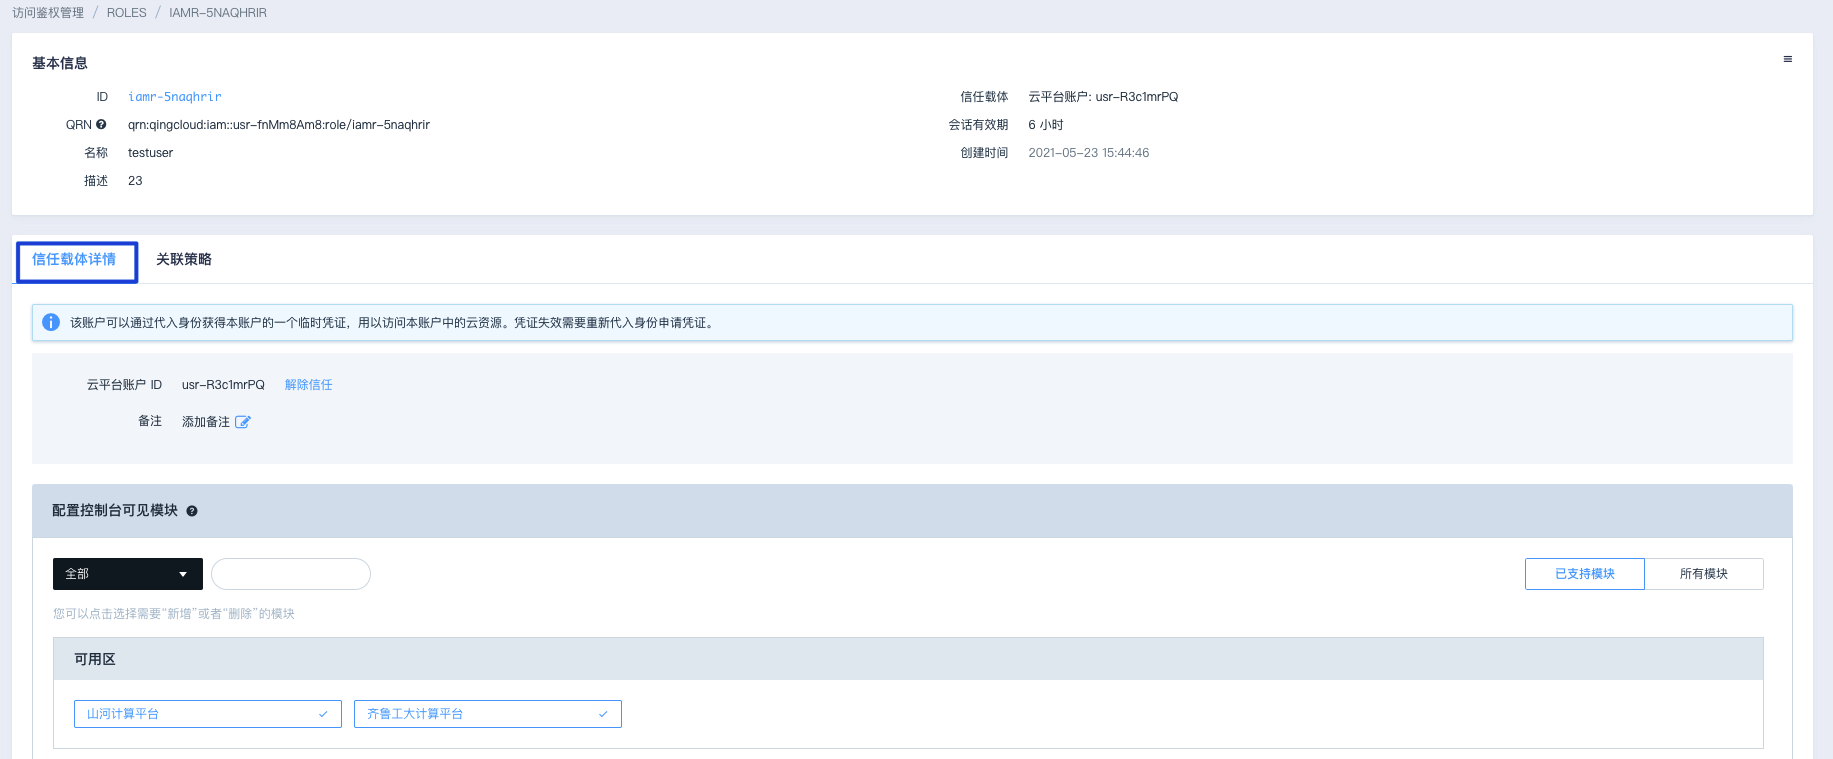 访问鉴权管理 / ROLES / IAMR-5NAQHRIR
基本信息
ID iamr-5naqhrir
信任载体 云平台账户: usr-R3c1mrPQ
QRN qrn:qingcloud:iam::usr-fnMm8Am8:role/iamr-5naqhrir
会话有效期 6 小时
名称 testuser
创建时间 2021-05-23 15:44:46
描述 23
信任载体详情 关联策略
该账户可以通过代入身份获得本账户的一个临时凭证，用以访问本账户中的云资源。凭证失效需要重新代入身份申请凭证。
云平台账户 ID usr-R3c1mrPQ 解除信任
备注 添加备注
配置控制台可见模块
全部
已支持模块 所有模块
您可以点击选择需要“新增”或者“删除”的模块
可用区
山河计算平台 齐鲁工大计算平台